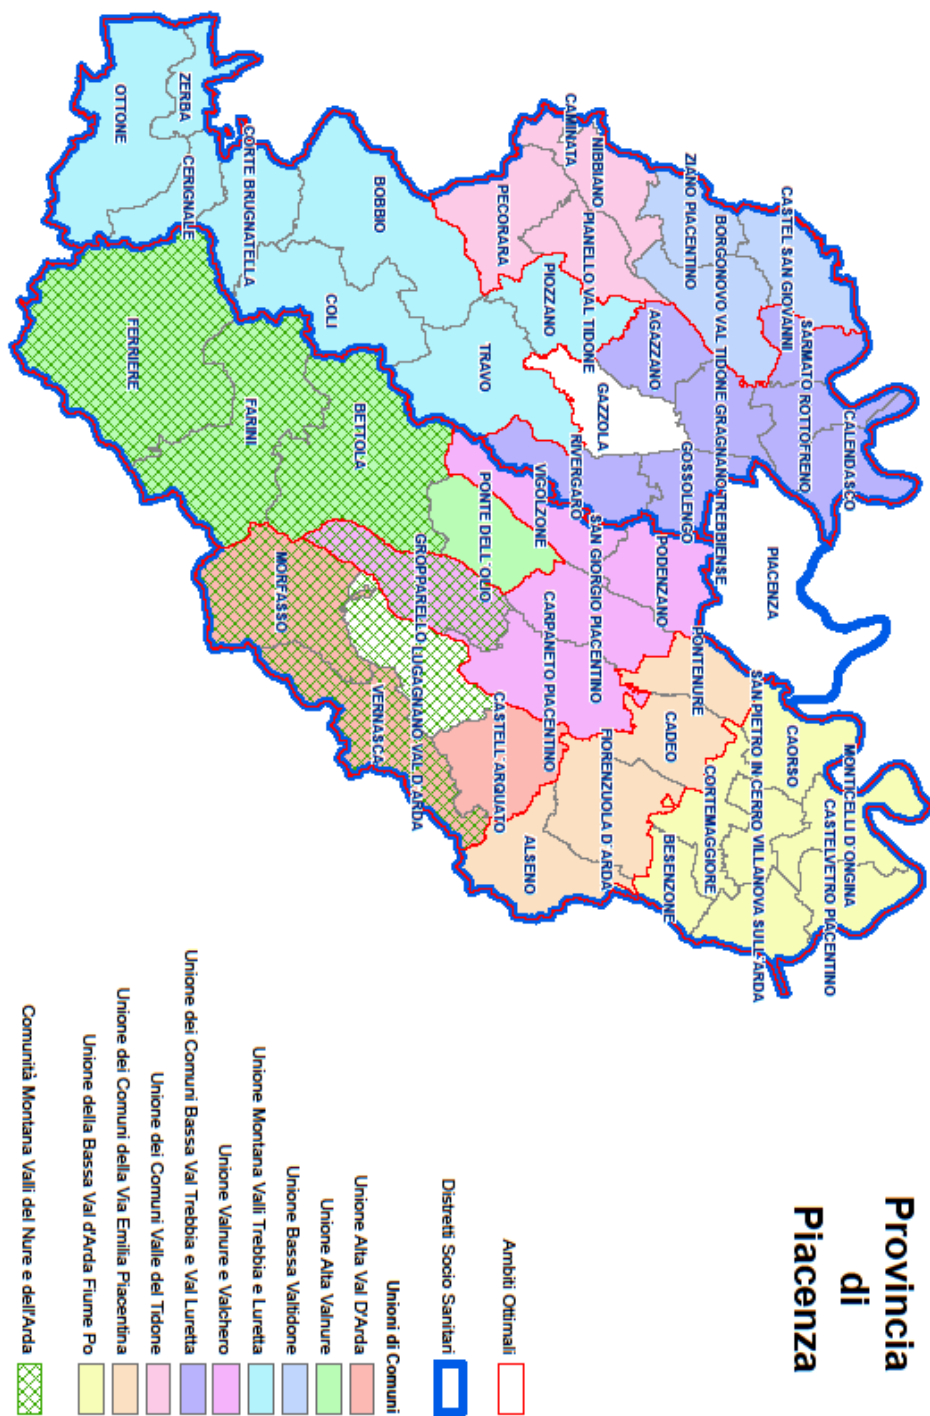 Provincia
di
Piacenza
Ambiti Ottimali
Distretti Socio Sanitari
Unioni di Comuni
Unione Alta Val D'Arda
Unione Alta Valnure
Unione Bassa Valtidone
Unione Montana Valli Trebbia e Luretta
Unione Valnure e Valchero
Unione dei Comuni Bassa Val Trebbia e Val Luretta
Unione dei Comuni Valle del Tidone
Unione dei Comuni della Via Emilia Piacentina
Unione della Bassa Val d'Arda Fiume Po
Comunità Montana Valli del Nure e dell'Arda
CALENDASCO
MONTICELLI D'ONGINA
CASTELVETRO PIACENTINO
SARMATO
ROTTOFRENO
CASTEL SAN GIOVANNI
CAORSO
PIACENZA
SAN PIETRO IN CERRO
VILLANOVA SULL'ARDA
BORGONOVO VAL TIDONE
GRAGNANO TREBBIENSE
CORTEMAGGIORE
ZIANO PIACENTINO
PONTENURE
GOSSOLENGO
CADEO
BESENZONE
PODENZANO
AGAZZANO
FIORENZUOLA D'ARDA
NIBBIANO
GAZZOLA
SAN GIORGIO PIACENTINO
PIANELLO VAL TIDONE
RIVERGARO
CAMINATA
CARPANETO PIACENTINO
PIOZZANO
VIGOLZONE
ALSENO
PECORARA
CASTELL'ARQUATO
TRAVO
PONTE DELL'OLIO
GROPPARELLO
LUGAGNANO VAL D'ARDA
BOBBIO
VERNASCA
BETTOLA
COLI
MORFASSO
CORTE BRUGNATELLA
FARINI
ZERBA
CERIGNALE
FERRIERE
OTTONE